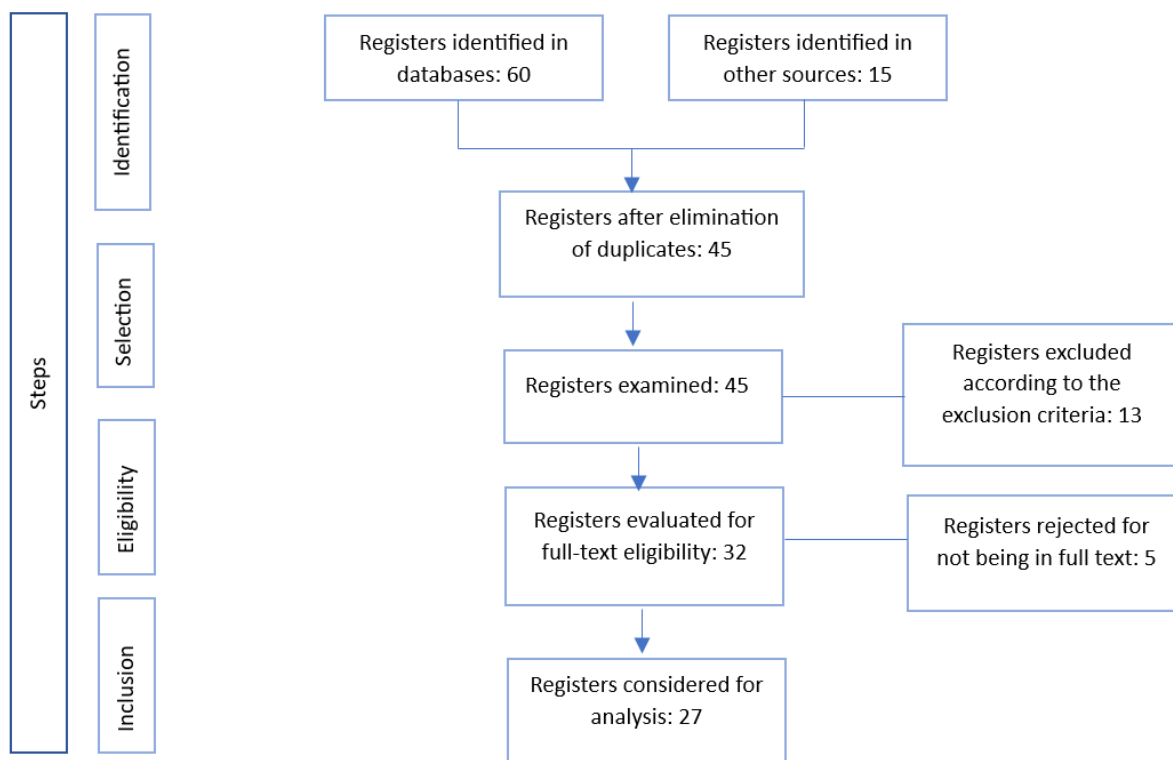 Steps
Identification
Selection
Eligibility
Inclusion
Registers identified in
databases: 60
Registers identified in
other sources: 15
Registers after elimination
of duplicates: 45
Registers examined: 45
Registers excluded
according to the
exclusion criteria: 13
Registers evaluated for
full-text eligibility: 32
Registers rejected for
not being in full text: 5
Registers considered for
analysis: 27